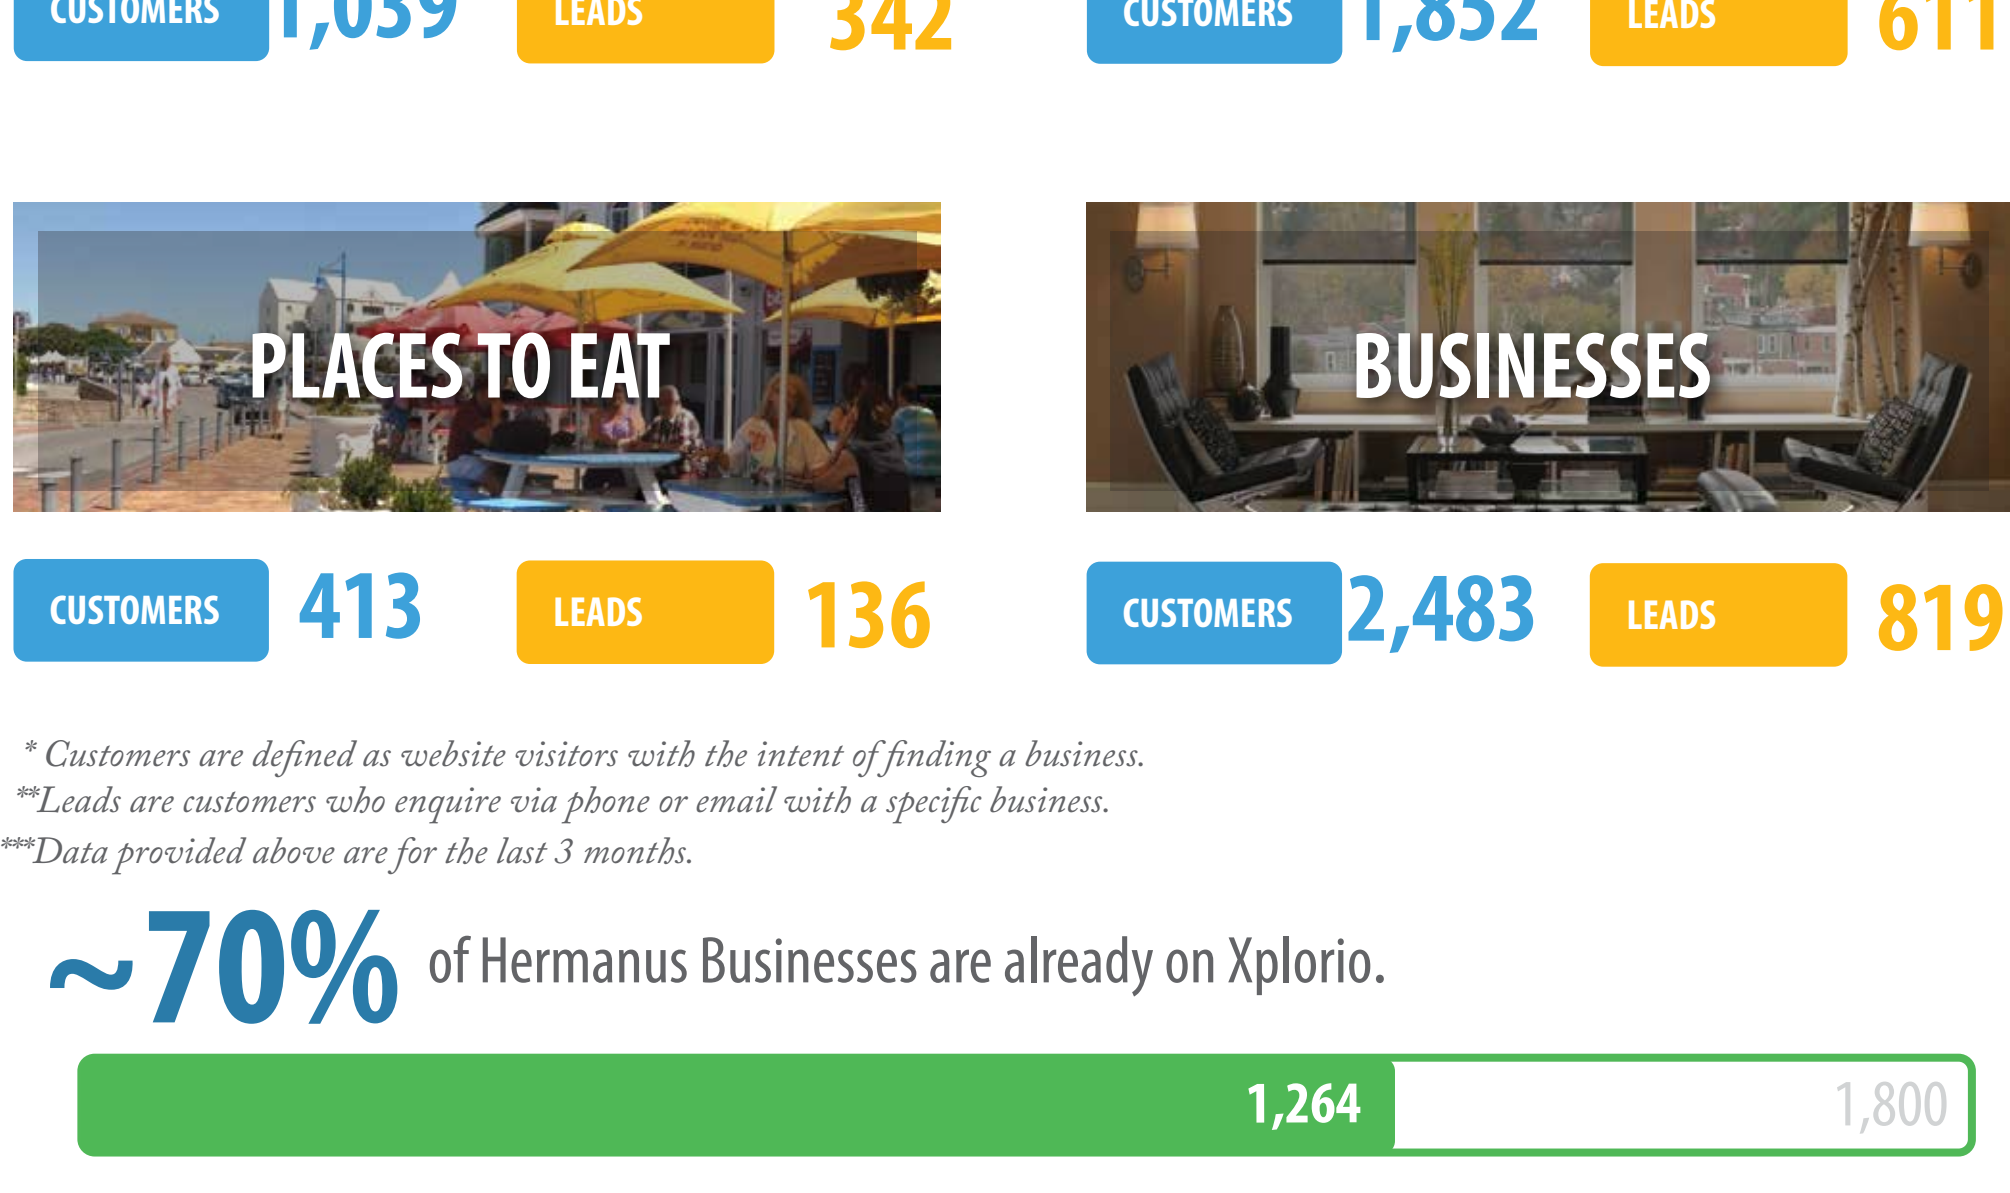 CUSTOMERS 1,039 LEADS 342 CUSTOMERS 1,852 LEADS 611
PLACES TO EAT
BUSINESSES
CUSTOMERS 413 LEADS 136 CUSTOMERS 2,483 LEADS 819
* Customers are defined as website visitors with the intent of finding a business.
**Leads are customers who enquire via phone or email with a specific business.
***Data provided above are for the last 3 months.
~70% of Hermanus Businesses are already on Xplorio.
1,264 1,800